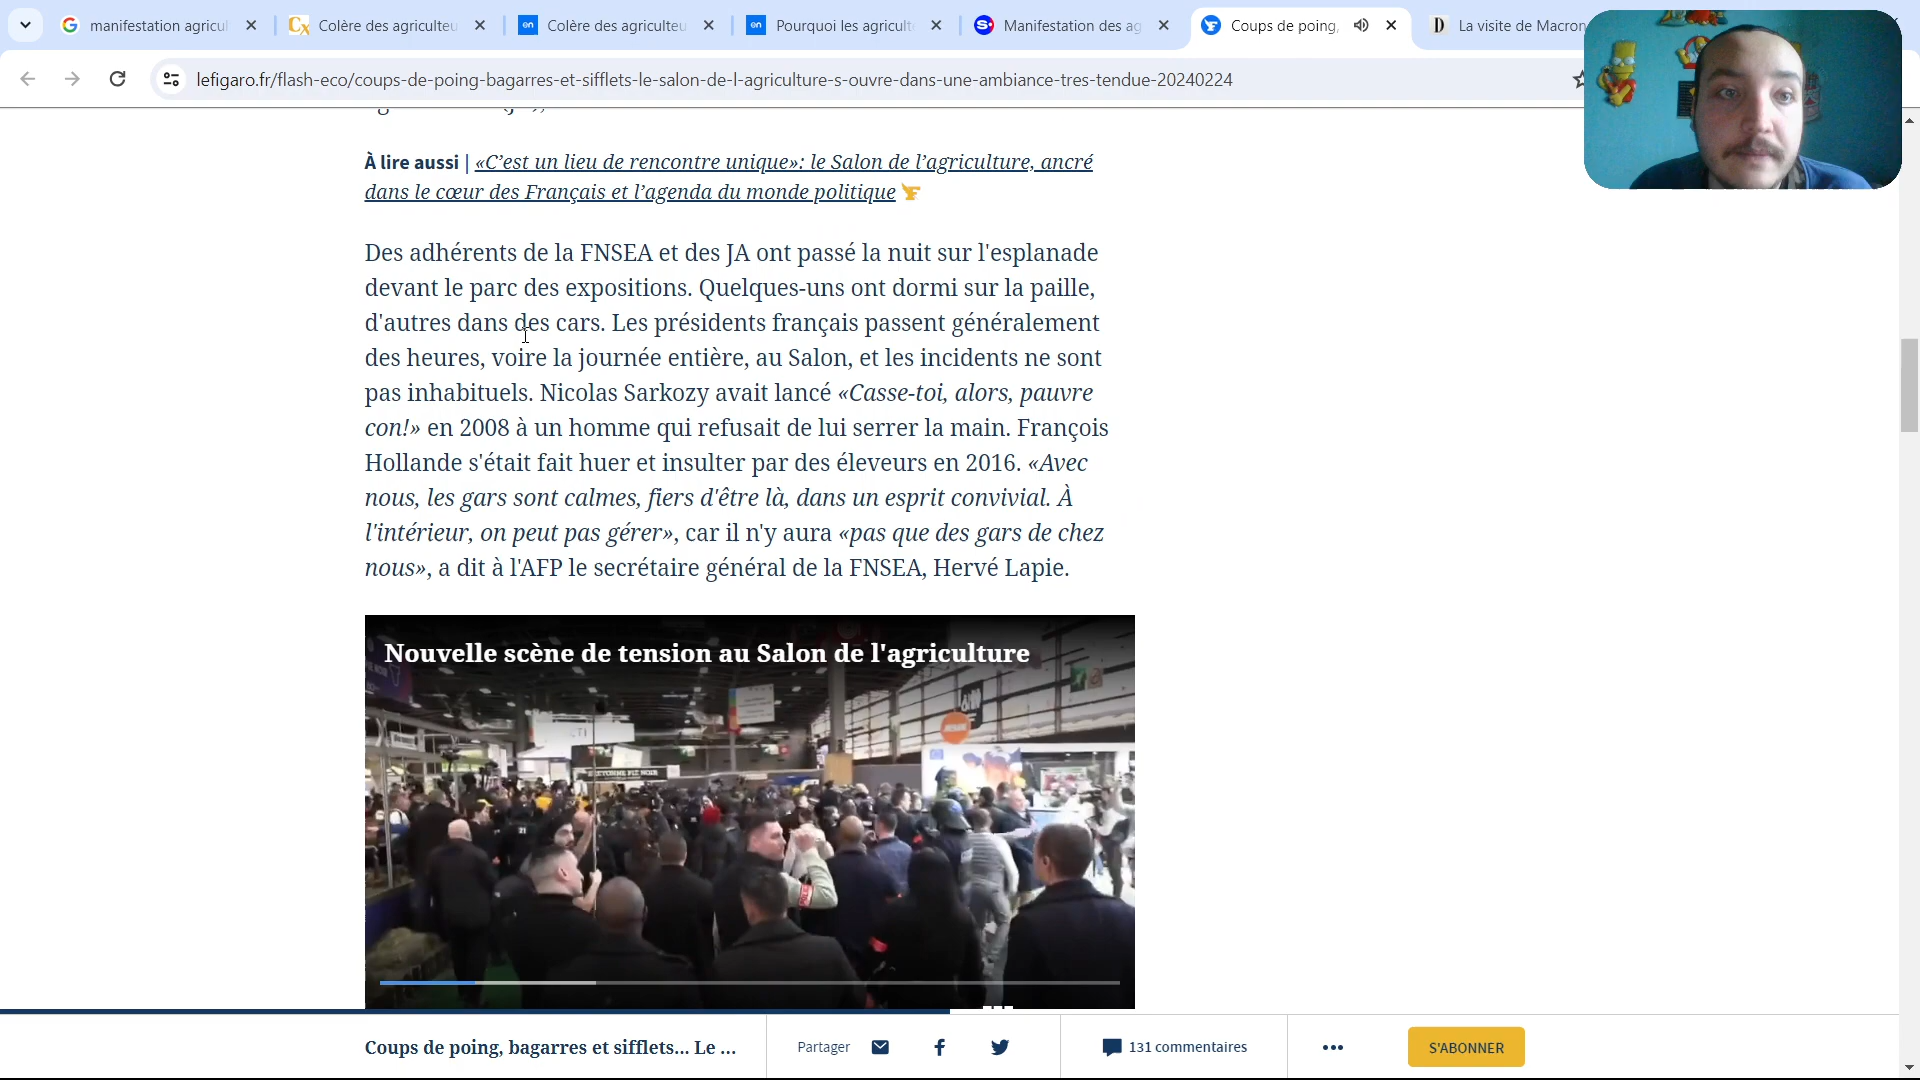 manifestation agricul
Colère des agriculteu
Colère des agriculteu
Pourquoi les agricult
Manifestation des ag
Coups de poing,
La visite de Macron
lefigaro.fr/flash-eco/coups-de-poing-bagarres-et-sifflets-le-salon-de-l-agriculture-s-ouvre-dans-une-ambiance-tres-tendue-20240224
À lire aussi | «C’est un lieu de rencontre unique»: le Salon de l’agriculture, ancré
dans le cœur des Français et l’agenda du monde politique
Des adhérents de la FNSEA et des JA ont passé la nuit sur l'esplanade
devant le parc des expositions. Quelques-uns ont dormi sur la paille,
d'autres dans des cars. Les présidents français passent généralement
des heures, voire la journée entière, au Salon, et les incidents ne sont
pas inhabituels. Nicolas Sarkozy avait lancé «Casse-toi, alors, pauvre
con!» en 2008 à un homme qui refusait de lui serrer la main. François
Hollande s'était fait huer et insulter par des éleveurs en 2016. «Avec
nous, les gars sont calmes, fiers d'être là, dans un esprit convivial. À
l'intérieur, on peut pas gérer», car il n'y aura «pas que des gars de chez
nous», a dit à l'AFP le secrétaire général de la FNSEA, Hervé Lapie.
Nouvelle scène de tension au Salon de l'agriculture
Coups de poing, bagarres et sifflets... Le ...
Partager
131 commentaires
S'ABONNER